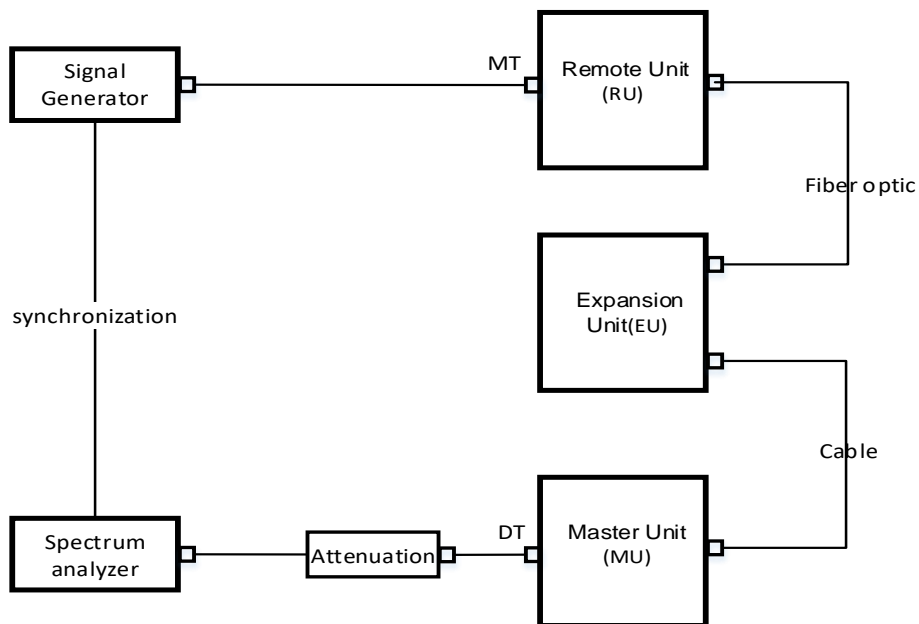 Signal
Generator
MT
Remote Unit
(RU)
Fiber optic
Expansion
Unit(EU)
synchronization
Cable
Spectrum
analyzer
Attenuation
DT
Master Unit
(MU)